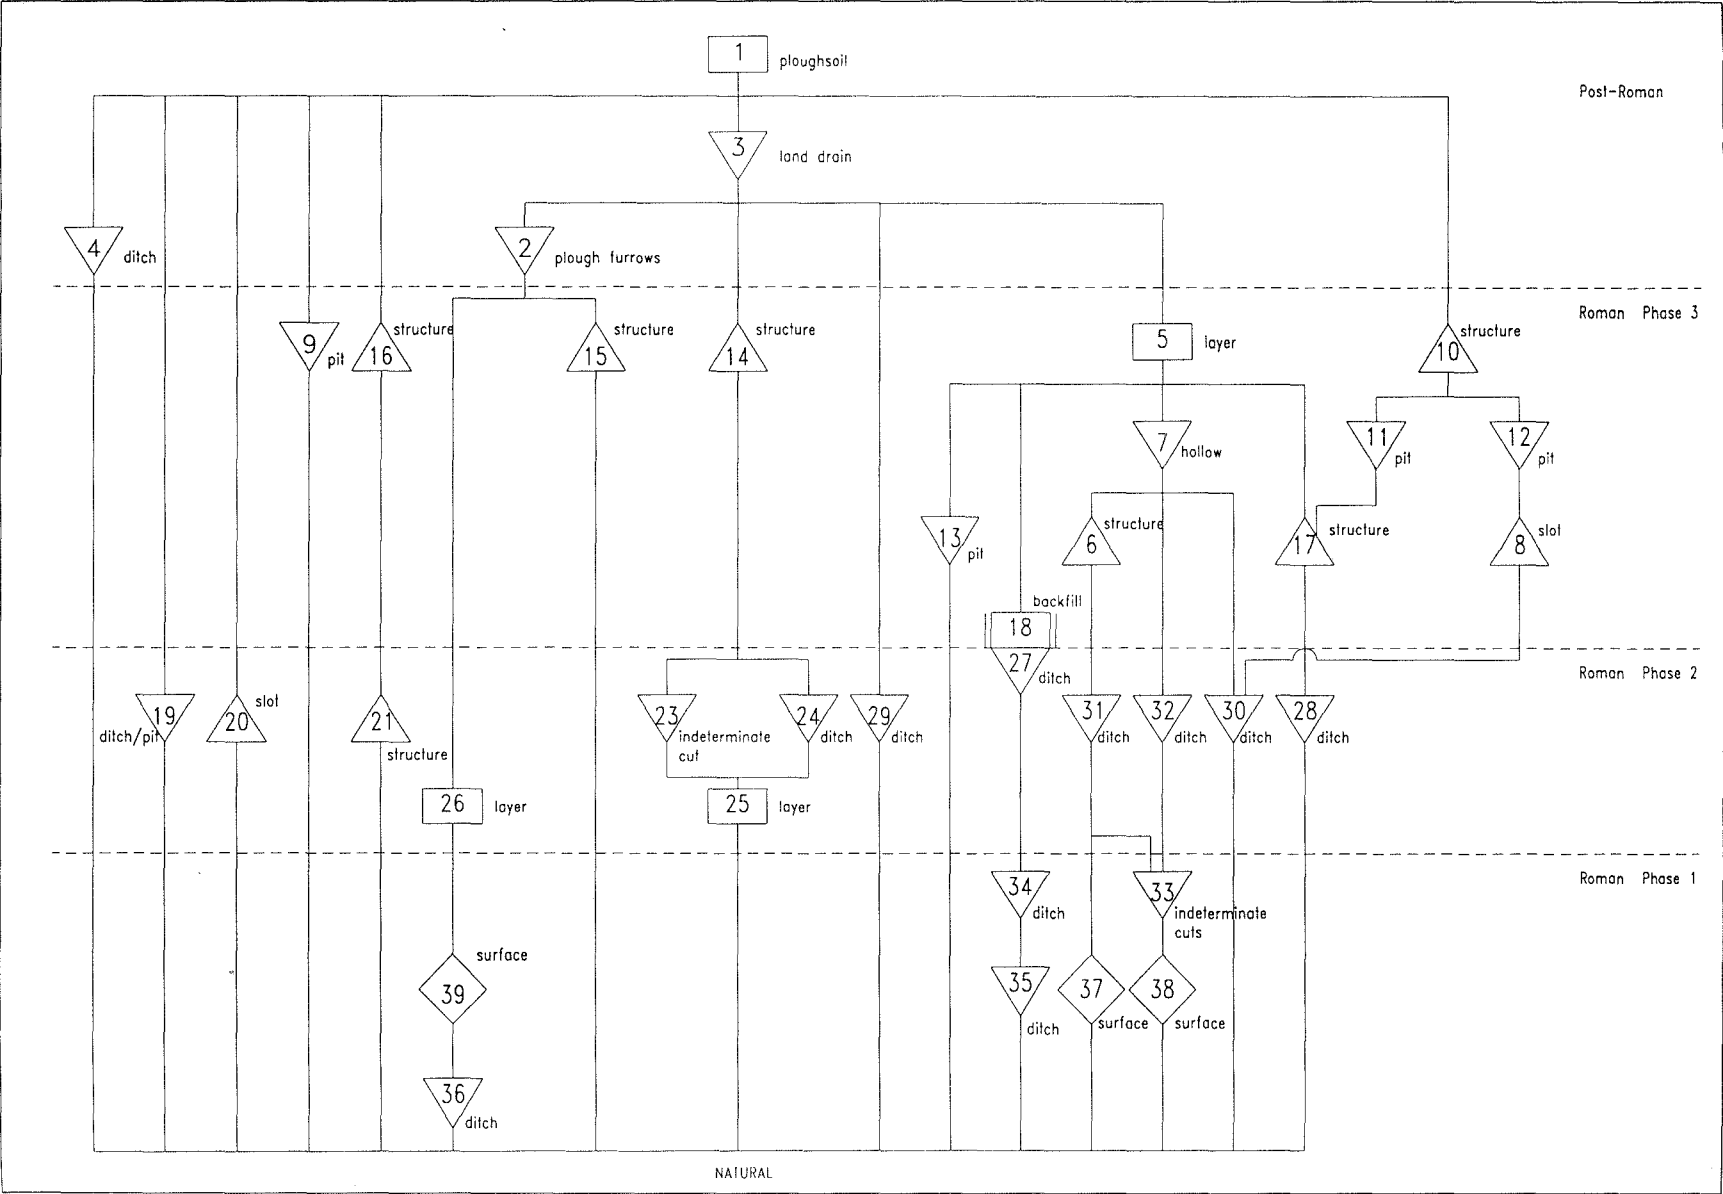 1
ploughsoil
Post-Roman
3
land drain
4
ditch
2
plough furrows
Roman Phase 3
9
pit
16
structure
15
structure
14
structure
5
layer
10
structure
7
hollow
11
pit
12
pit
13
pit
6
structure
17
structure
8
slot
backfill
18
27
ditch
Roman Phase 2
19
ditch/pit
20
slot
21
structure
23
indeterminate
cut
24
ditch
29
ditch
31
ditch
32
ditch
30
ditch
28
ditch
26
layer
25
layer
Roman Phase 1
34
ditch
33
indeterminate
cuts
39
surface
35
ditch
37
surface
38
surface
36
ditch
NATURAL